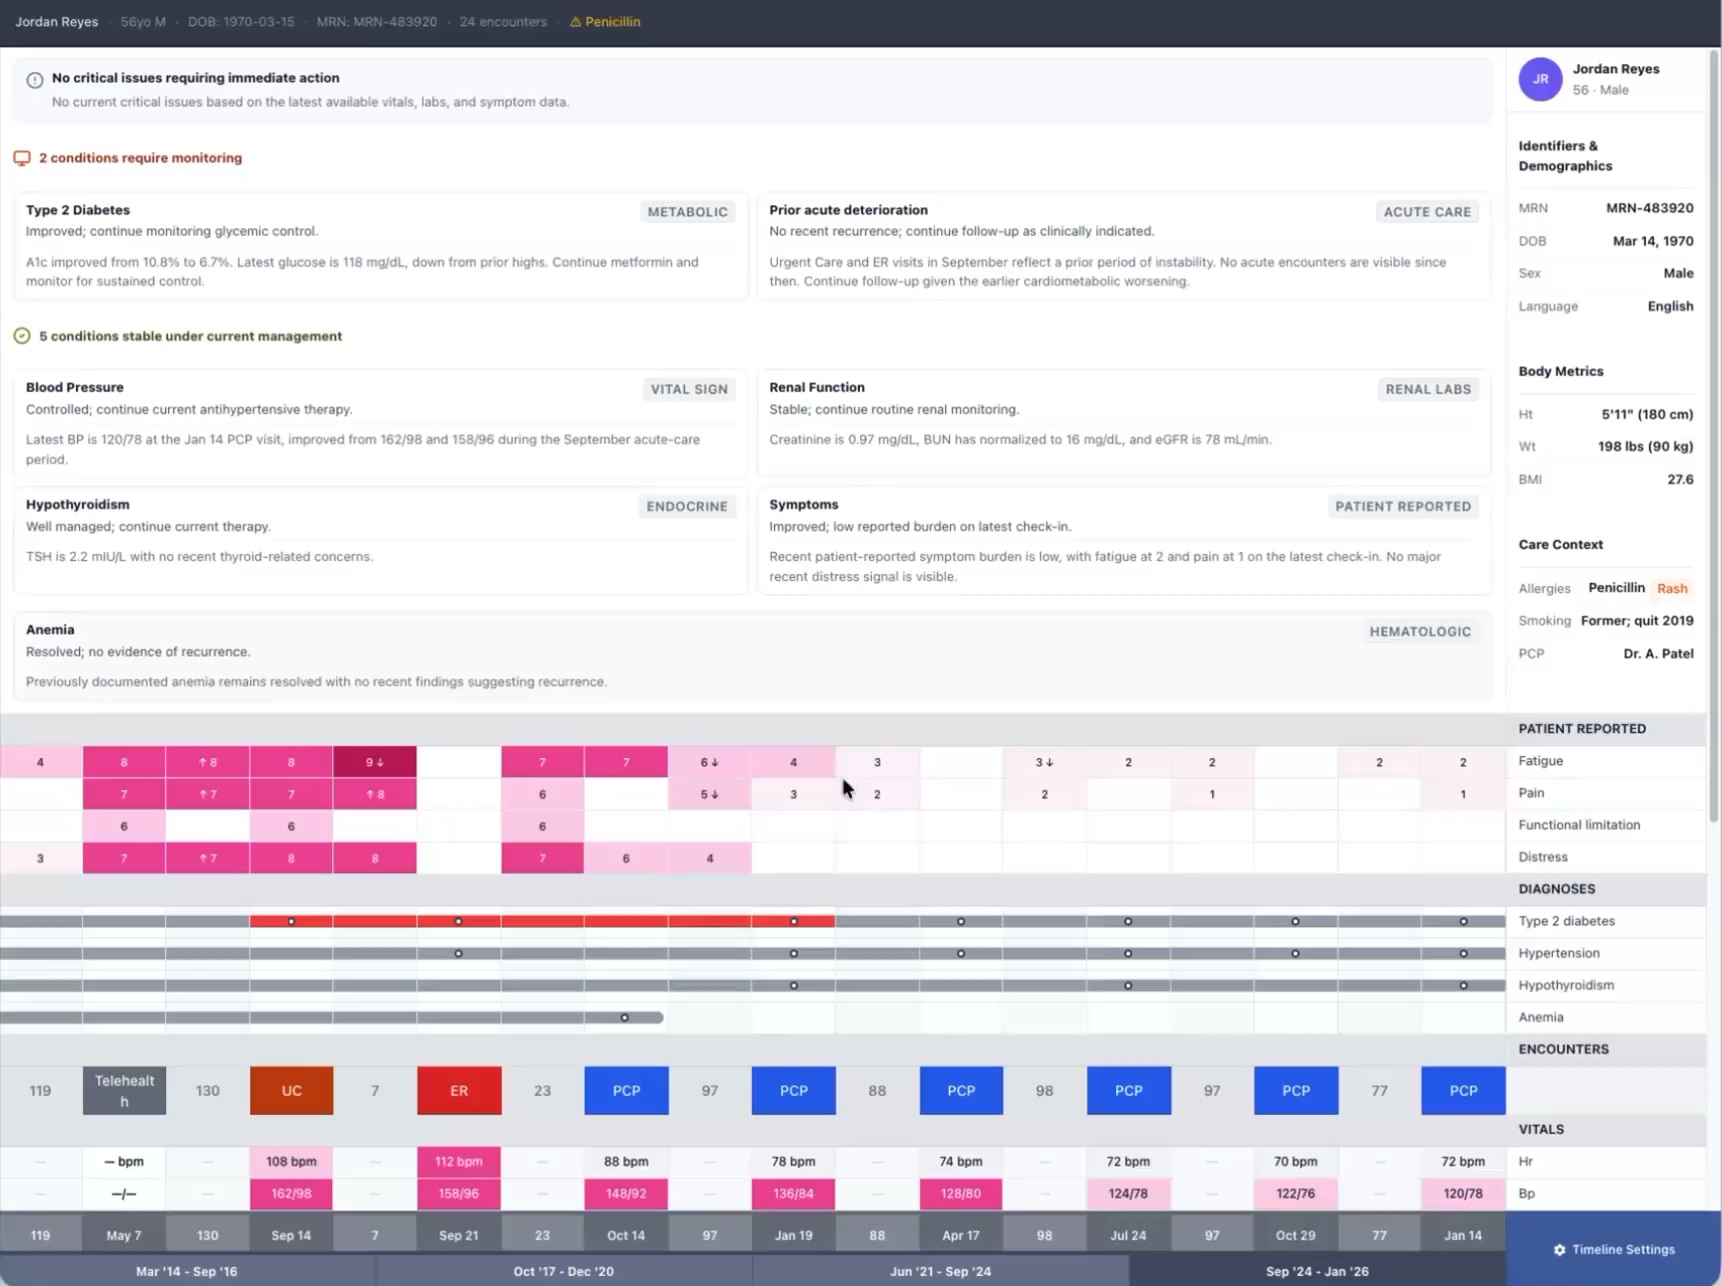 Jordan Reyes · 56yo M · DOB: 1970-03-15 · MRN: MRN-483920 · 24 encounters · ⚠ Penicillin
No critical issues requiring immediate action
No current critical issues based on the latest available vitals, labs, and symptom data.
2 conditions require monitoring
Type 2 Diabetes
METABOLIC
Improved; continue monitoring glycemic control.
A1c improved from 10.8% to 6.7%. Latest glucose is 118 mg/dL, down from prior highs. Continue metformin and
monitor for sustained control.
Prior acute deterioration
ACUTE CARE
No recent recurrence; continue follow-up as clinically indicated.
Urgent Care and ER visits in September reflect a prior period of instability. No acute encounters are visible since
then. Continue follow-up given the earlier cardiometabolic worsening.
5 conditions stable under current management
Blood Pressure
VITAL SIGN
Controlled; continue current antihypertensive therapy.
Latest BP is 120/78 at the Jan 14 PCP visit, improved from 162/98 and 158/96 during the September acute-care
period.
Renal Function
RENAL LABS
Stable; continue routine renal monitoring.
Creatinine is 0.97 mg/dL, BUN has normalized to 16 mg/dL, and eGFR is 78 mL/min.
Hypothyroidism
ENDOCRINE
Well managed; continue current therapy.
TSH is 2.2 mIU/L with no recent thyroid-related concerns.
Symptoms
PATIENT REPORTED
Improved; low reported burden on latest check-in.
Recent patient-reported symptom burden is low, with fatigue at 2 and pain at 1 on the latest check-in. No major
recent distress signal is visible.
Anemia
HEMATOLOGIC
Resolved; no evidence of recurrence.
Previously documented anemia remains resolved with no recent findings suggesting recurrence.
JR
Jordan Reyes
56 · Male
Identifiers &
Demographics
MRN MRN-483920
DOB Mar 14, 1970
Sex Male
Language English
Body Metrics
Ht 5'11" (180 cm)
Wt 198 lbs (90 kg)
BMI 27.6
Care Context
Allergies Penicillin Rash
Smoking Former; quit 2019
PCP Dr. A. Patel
PATIENT REPORTED
4 8 ↑ 8 8 9 ↓ 7 7 6 ↓ 4 3 3 ↓ 2 2 2 2 Fatigue
7 ↑ 7 7 ↑ 8 6 5 ↓ 3 2 2 1 1 Pain
6 6 6 Functional limitation
3 7 ↑ 7 8 8 7 6 4 Distress
DIAGNOSES
Type 2 diabetes
Hypertension
Hypothyroidism
Anemia
ENCOUNTERS
119 Telehealt
h
130 UC 7 ER 23 PCP 97 PCP 88 PCP 98 PCP 97 PCP 77 PCP
VITALS
— — bpm — 108 bpm — 112 bpm — 88 bpm — 78 bpm — 74 bpm — 72 bpm — 70 bpm — 72 bpm Hr
— —/— — 162/98 — 158/96 — 148/92 — 136/84 — 128/80 — 124/78 — 122/76 — 120/78 Bp
119 May 7 130 Sep 14 7 Sep 21 23 Oct 14 97 Jan 19 88 Apr 17 98 Jul 24 97 Oct 29 77 Jan 14
Timeline Settings
Mar '14 - Sep '16 Oct '17 - Dec '20 Jun '21 - Sep '24 Sep '24 - Jan '26